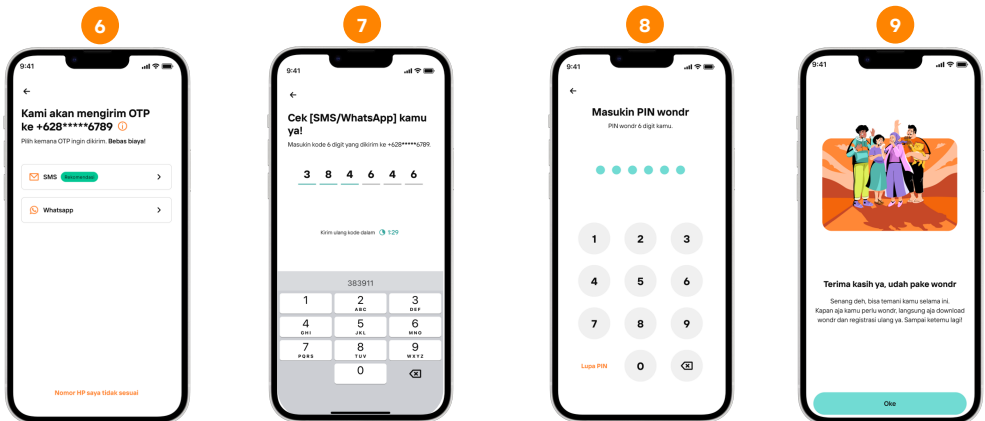 6
9:41
Kami akan mengirim OTP
ke +628*****6789
Pilih kemana OTP ingin dikirim. Bebas biaya!
SMS Rekomendasi
Whatsapp
Nomor HP saya tidak sesuai
7
9:41
Cek [SMS/WhatsApp] kamu
ya!
Masukin kode 6 digit yang dikirim ke +628*****6789.
3 8 4 6 4 6
Kirim ulang kode dalam 1:29
383911
1 2 3
ABC DEF
4 5 6
GHI JKL MNO
7 8 9
PQRS TUV WXYZ
0
8
9:41
Masukin PIN wondr
PIN wondr 6 digit kamu.
1 2 3
4 5 6
7 8 9
Lupa PIN 0
9
9:41
Terima kasih ya, udah pake wondr
Senang deh, bisa temani kamu selama ini.
Kapan aja kamu perlu wondr, langsung aja download
wondr dan registrasi ulang ya. Sampai ketemu lagi!
Oke